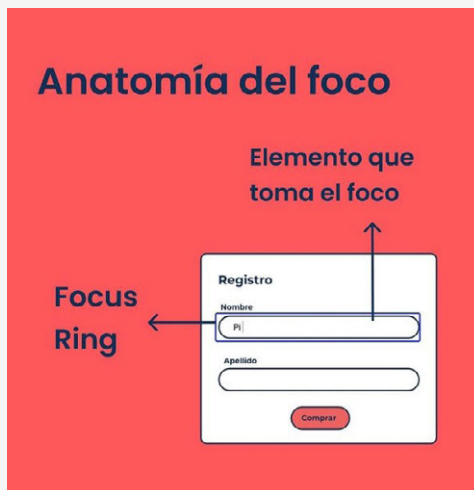 Anatomía del foco
Elemento que
toma el foco
Focus
Ring
Registro
Nombre
Pi
Apellido
Comprar